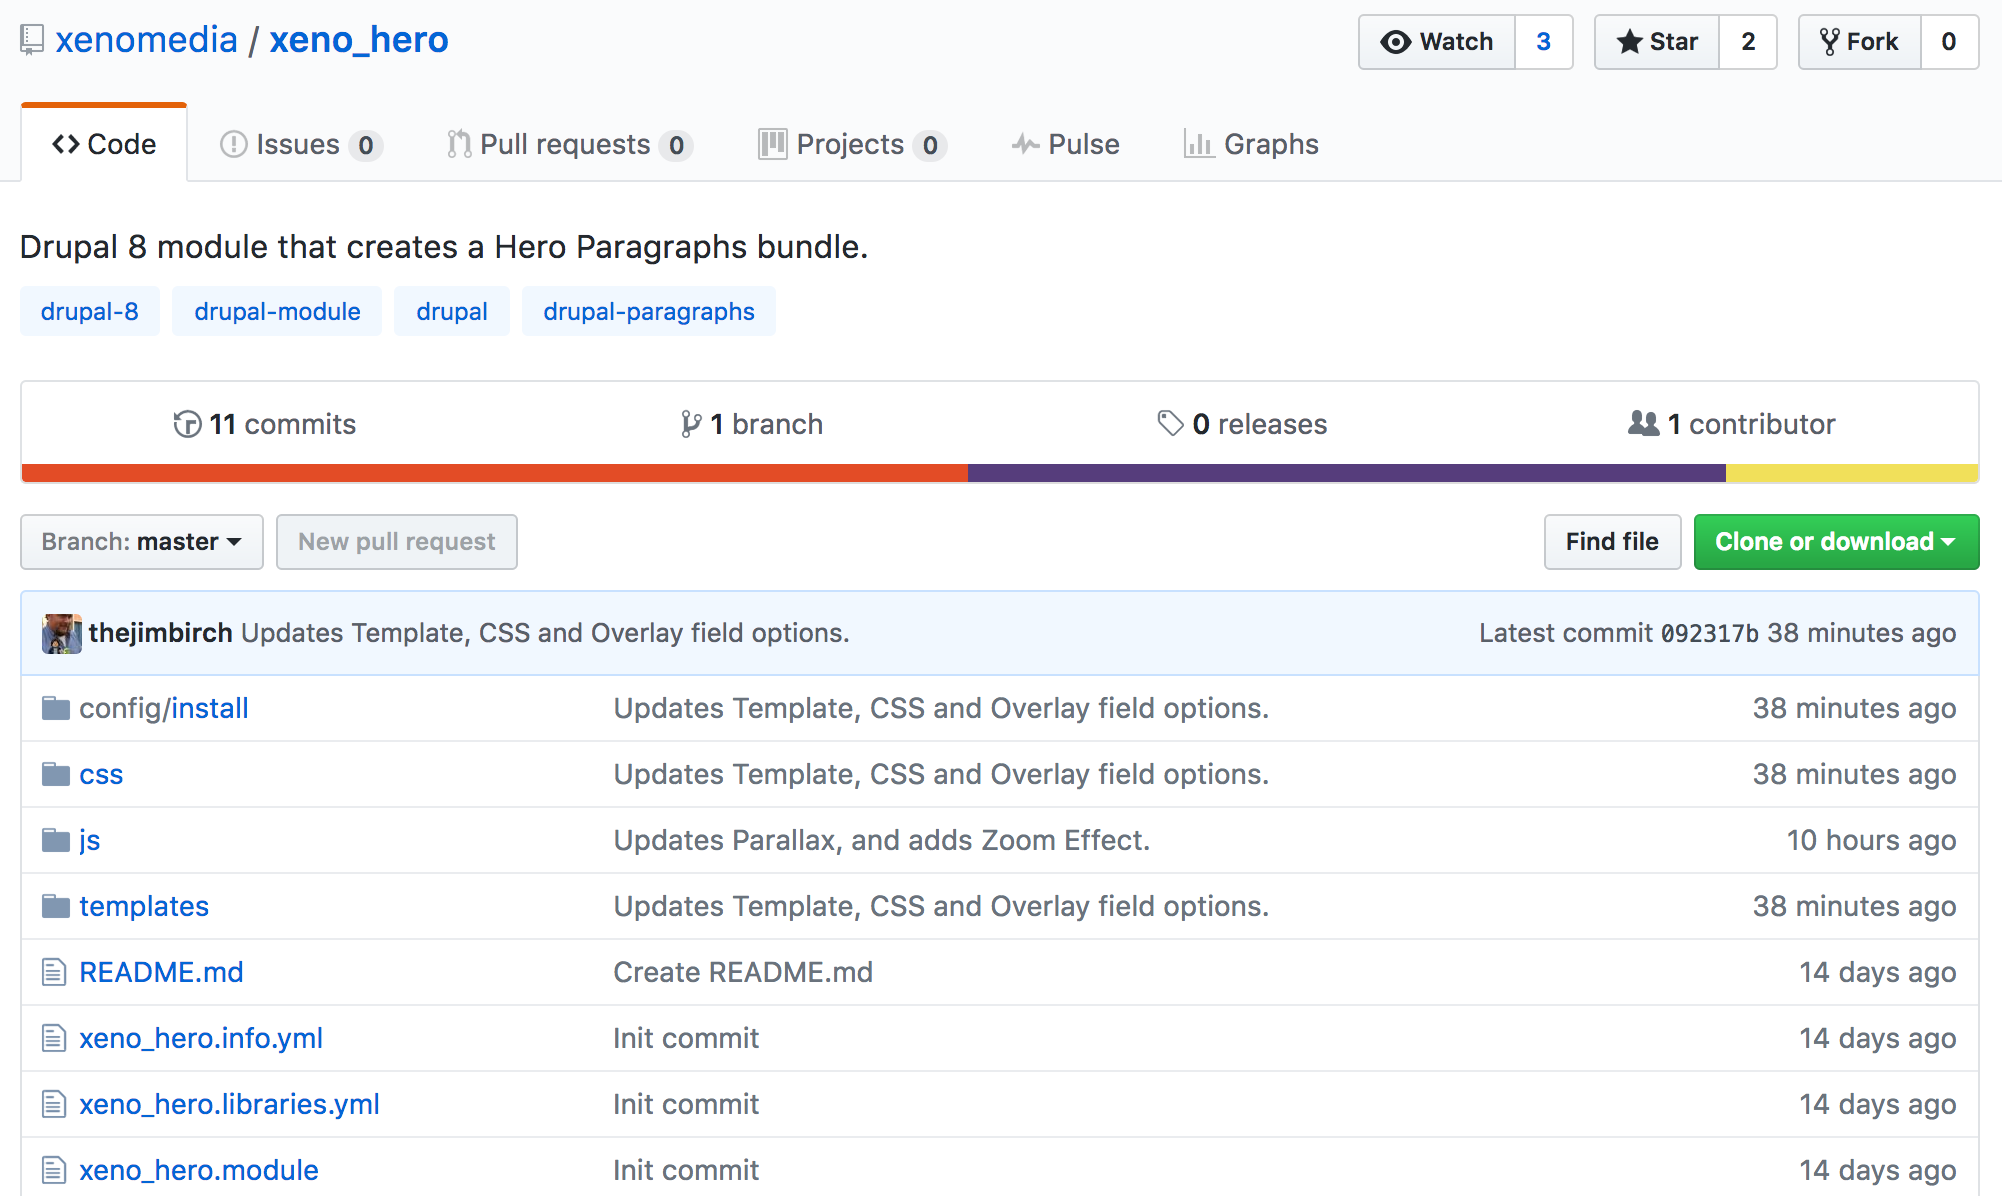 xenomedia / xeno_hero
Watch 3 Star 2 Fork 0
Code Issues 0 Pull requests 0 Projects 0 Pulse Graphs
Drupal 8 module that creates a Hero Paragraphs bundle.
drupal-8 drupal-module drupal drupal-paragraphs
11 commits 1 branch 0 releases 1 contributor
Branch: master New pull request Find file Clone or download
thejimbirch Updates Template, CSS and Overlay field options. Latest commit 092317b 38 minutes ago
config/install Updates Template, CSS and Overlay field options. 38 minutes ago
css Updates Template, CSS and Overlay field options. 38 minutes ago
js Updates Parallax, and adds Zoom Effect. 10 hours ago
templates Updates Template, CSS and Overlay field options. 38 minutes ago
README.md Create README.md 14 days ago
xeno_hero.info.yml Init commit 14 days ago
xeno_hero.libraries.yml Init commit 14 days ago
xeno_hero.module Init commit 14 days ago